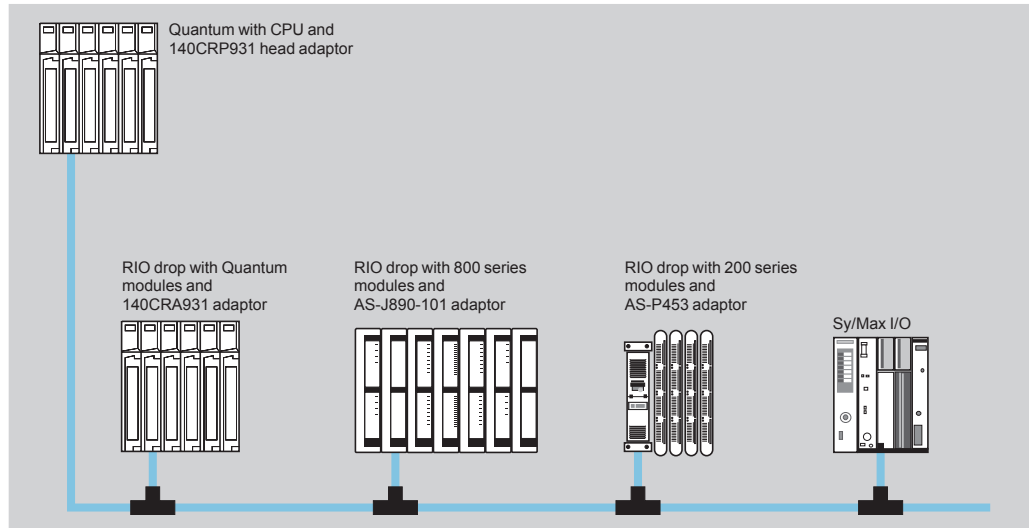 Quantum with CPU and
140CRP931 head adaptor
RIO drop with Quantum
modules and
140CRA931 adaptor
RIO drop with 800 series
modules and
AS-J890-101 adaptor
RIO drop with 200 series
modules and
AS-P453 adaptor
Sy/Max I/O